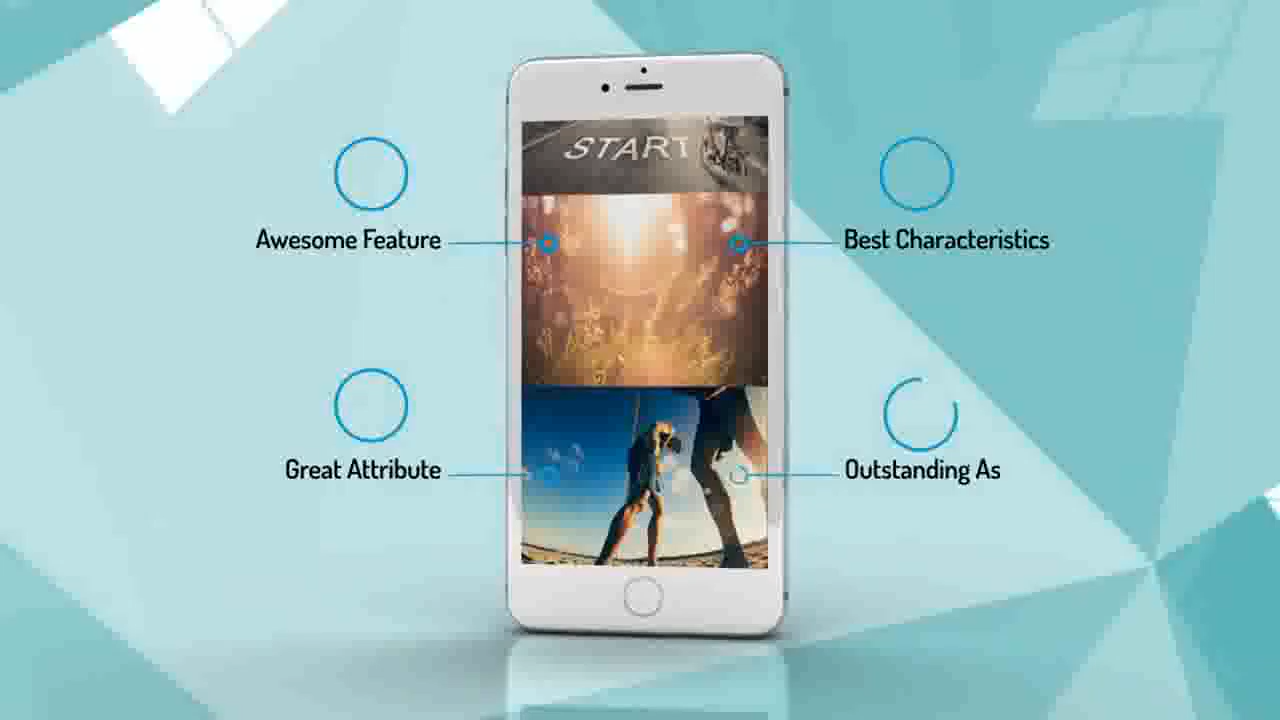 START
Awesome Feature
Best Characteristics
Great Attribute
Outstanding As